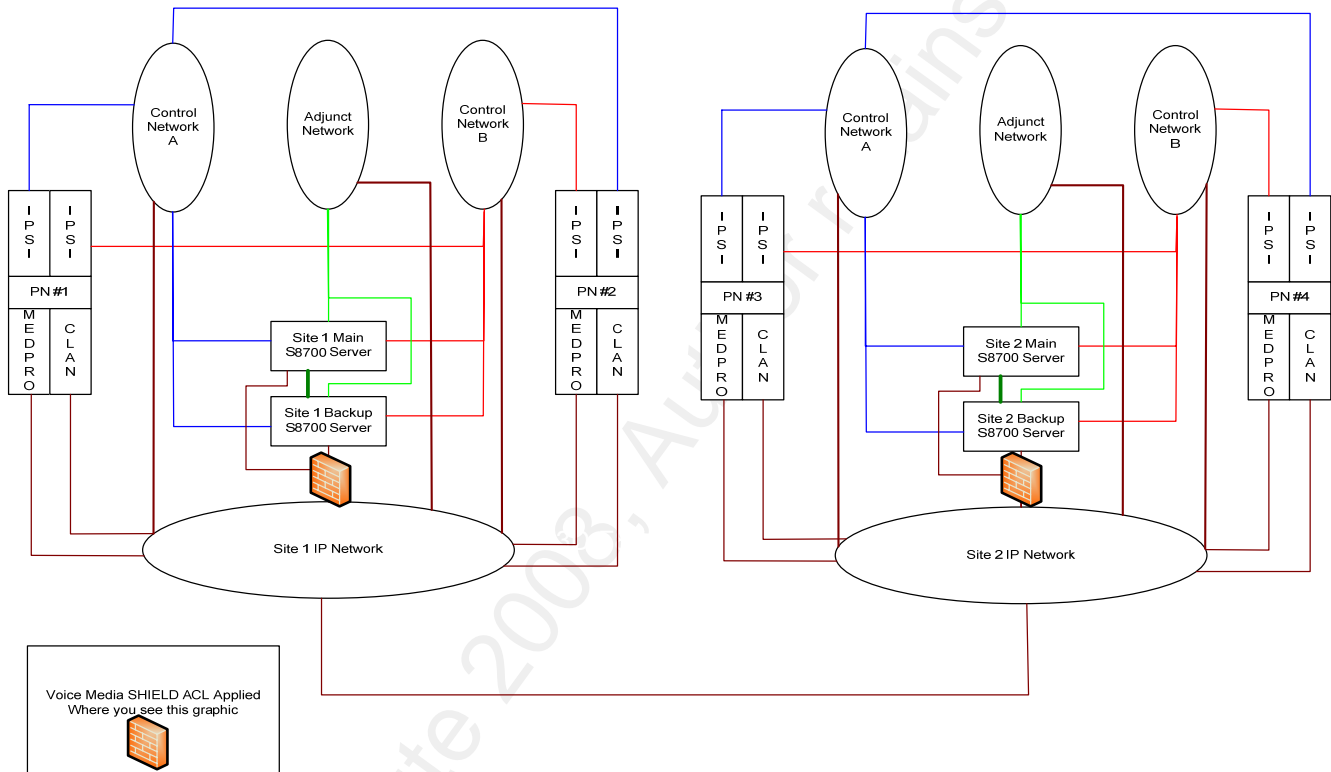 Control
Network
A
Adjunct
Network
Control
Network
B
IPSI
IPSI
PN #1
MEDPRO
CLAN
IPSI
IPSI
PN #2
MEDPRO
CLAN
Site 1 Main
S8700 Server
Site 1 Backup
S8700 Server
Site 1 IP Network
Control
Network
A
Adjunct
Network
Control
Network
B
IPSI
IPSI
PN #3
MEDPRO
CLAN
IPSI
IPSI
PN #4
MEDPRO
CLAN
Site 2 Main
S8700 Server
Site 2 Backup
S8700 Server
Site 2 IP Network
Voice Media SHIELD ACL Applied
Where you see this graphic